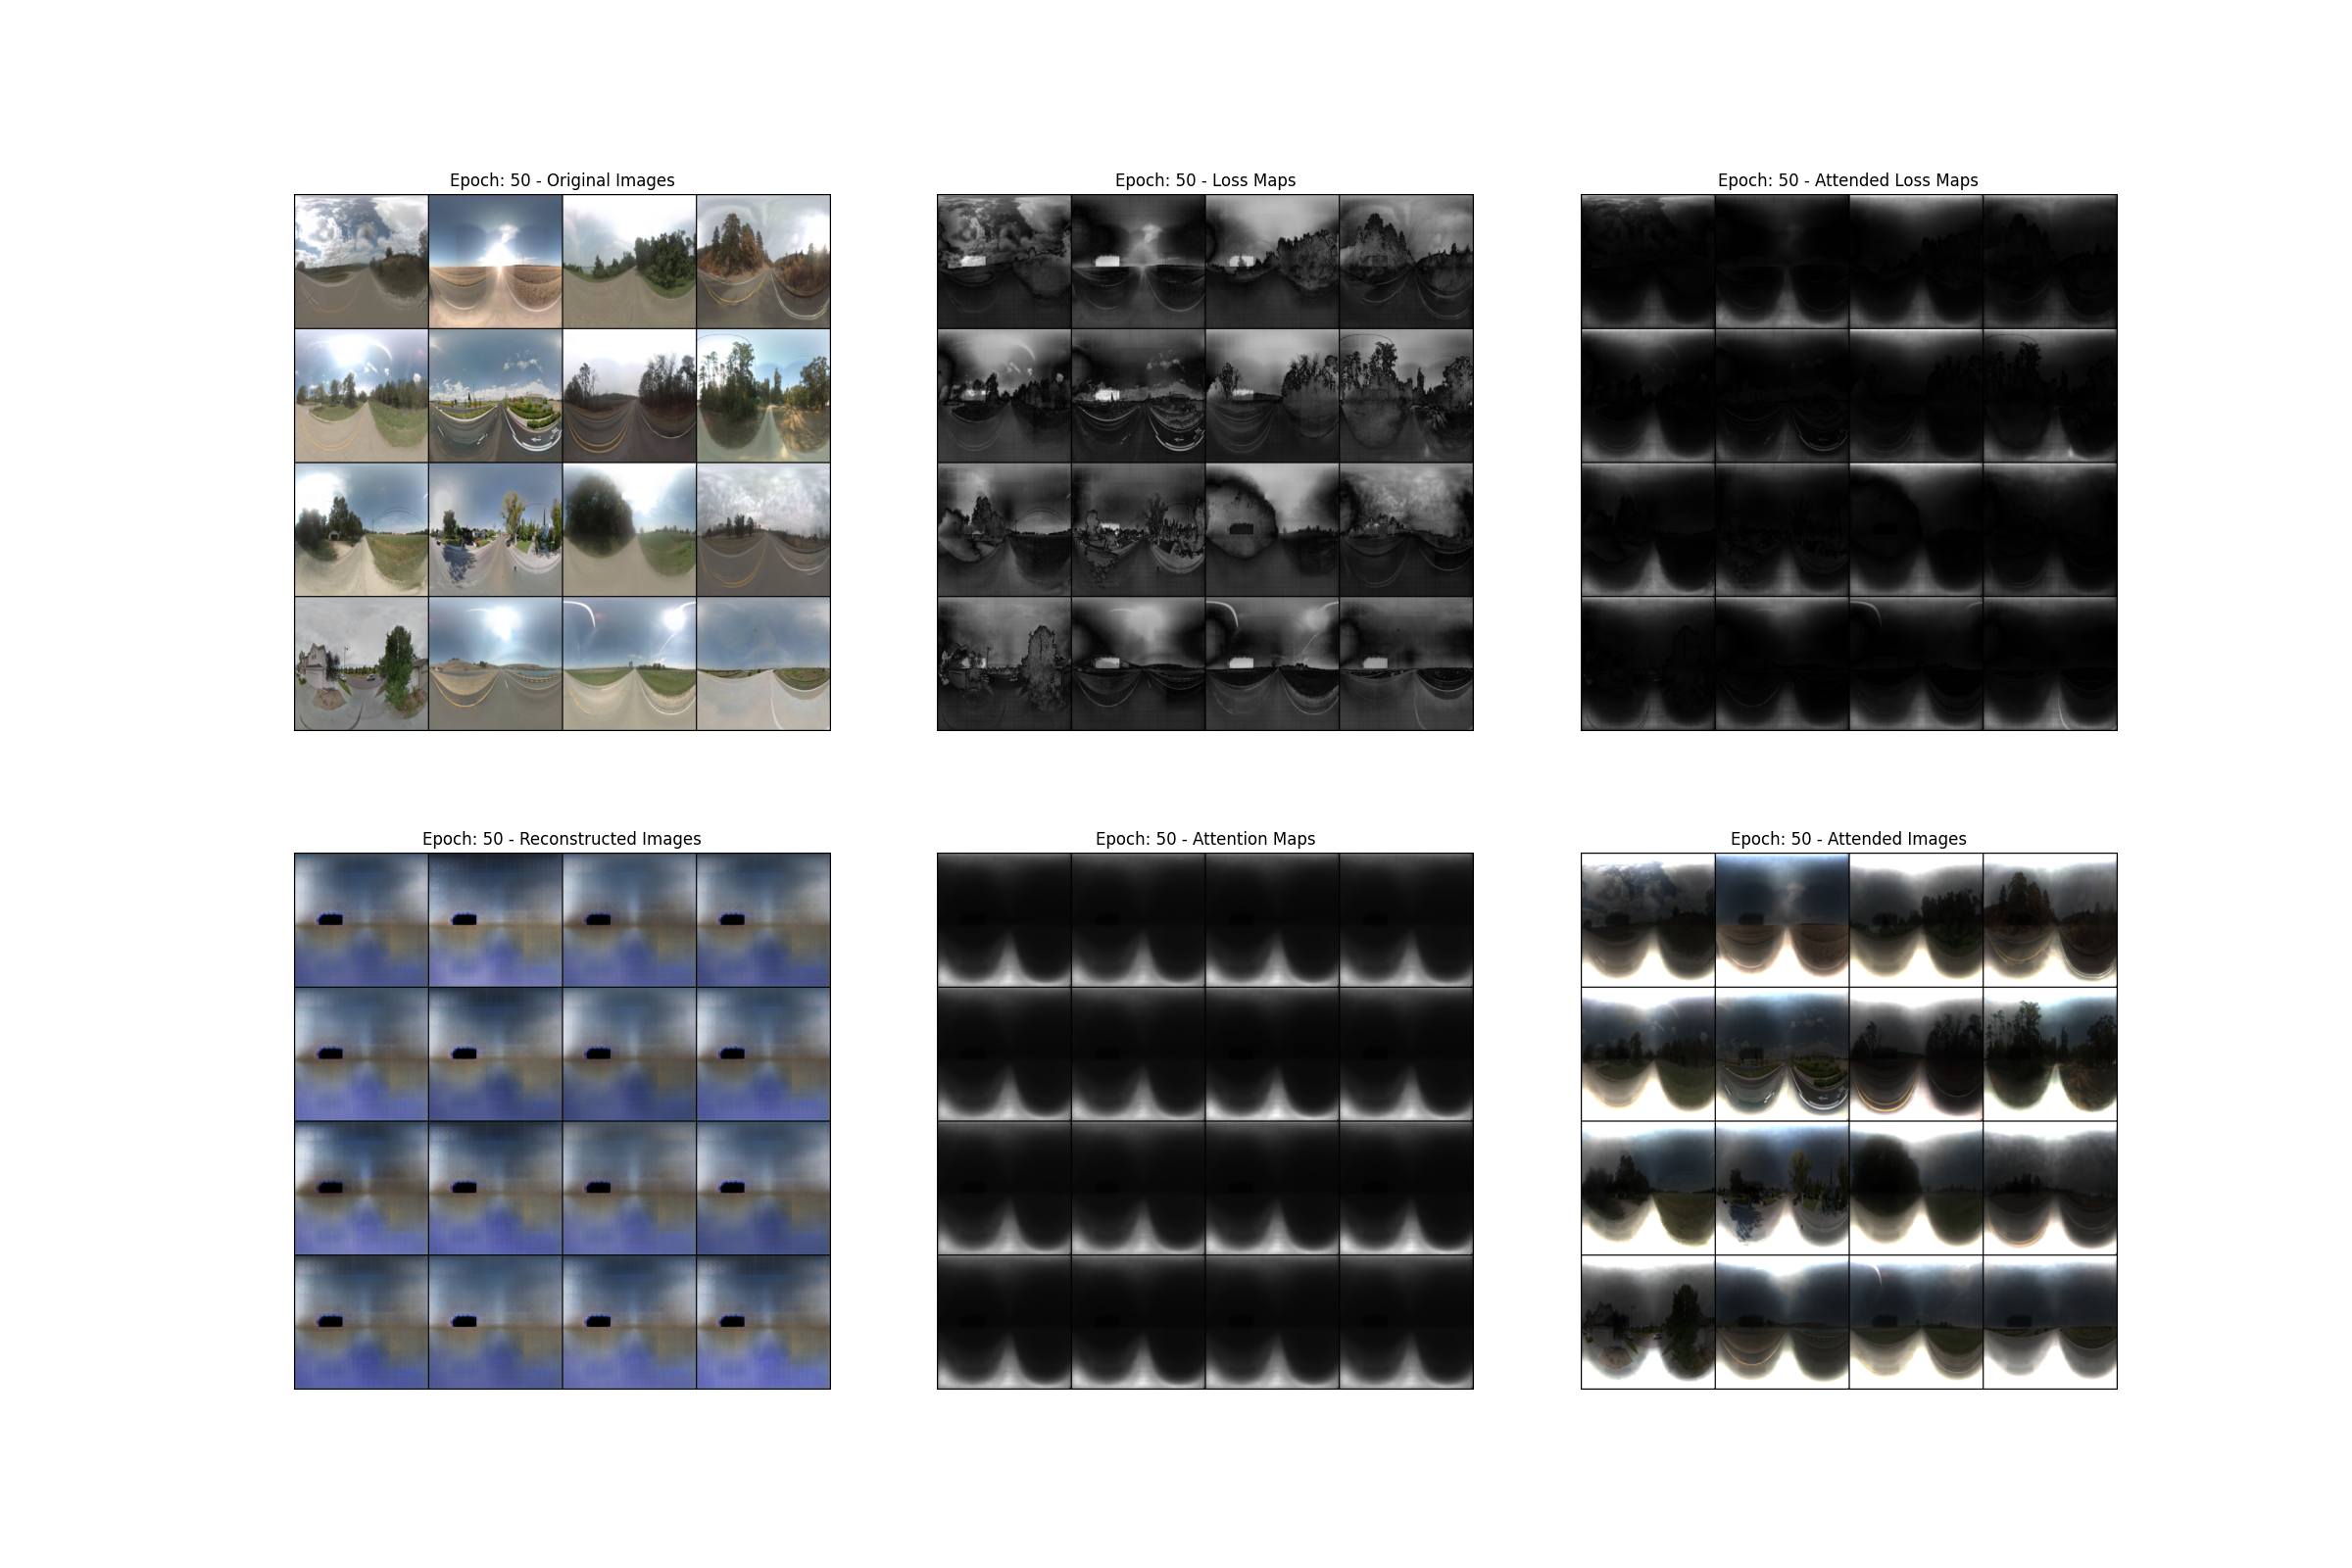 Epoch: 50 - Original Images
Epoch: 50 - Loss Maps
Epoch: 50 - Attended Loss Maps
Epoch: 50 - Reconstructed Images
Epoch: 50 - Attention Maps
Epoch: 50 - Attended Images